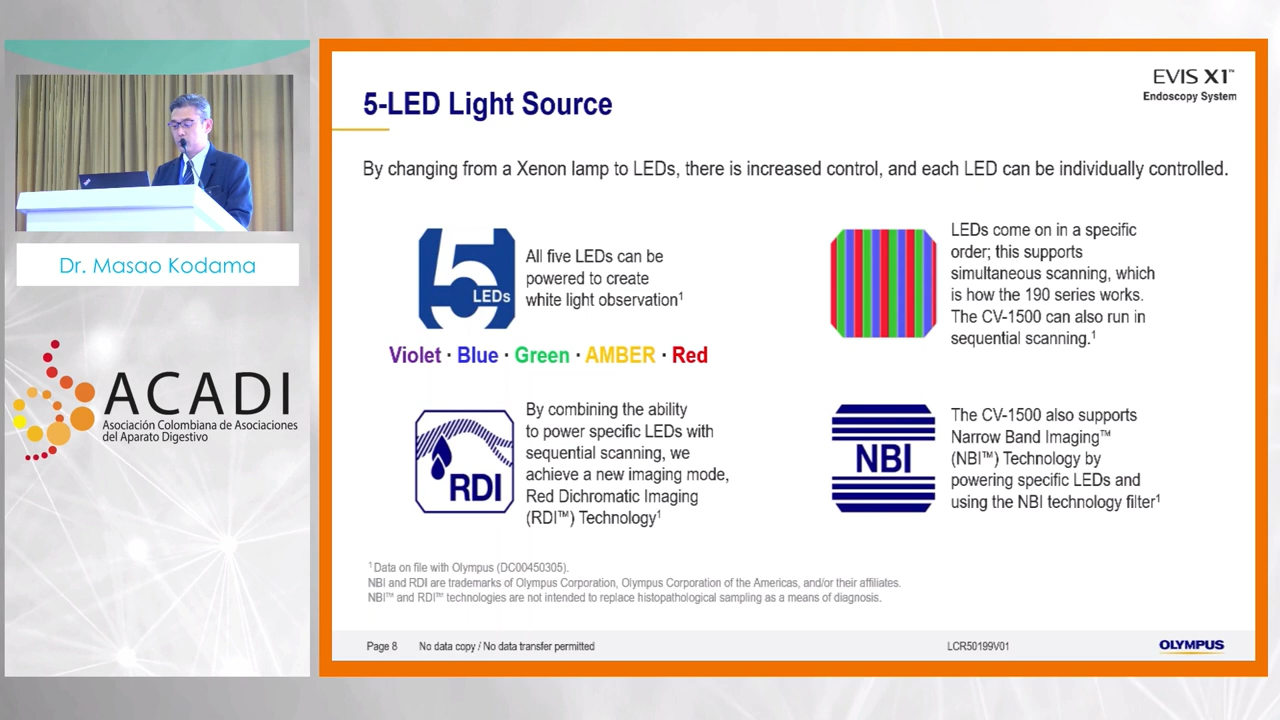 Dr. Masao Kodama
ACADI
Asociación Colombiana de Asociaciones
del Aparato Digestivo
EVIS X1™
Endoscopy System
5-LED Light Source
By changing from a Xenon lamp to LEDs, there is increased control, and each LED can be individually controlled.
5
LEDs
All five LEDs can be
powered to create
white light observation¹
Violet · Blue · Green · AMBER · Red
LEDs come on in a specific
order; this supports
simultaneous scanning, which
is how the 190 series works.
The CV-1500 can also run in
sequential scanning.¹
RDI
By combining the ability
to power specific LEDs with
sequential scanning, we
achieve a new imaging mode,
Red Dichromatic Imaging
(RDI™) Technology¹
NBI
The CV-1500 also supports
Narrow Band Imaging™
(NBI™) Technology by
powering specific LEDs and
using the NBI technology filter¹
¹ Data on file with Olympus (DC00450305).
NBI and RDI are trademarks of Olympus Corporation, Olympus Corporation of the Americas, and/or their affiliates.
NBI™ and RDI™ technologies are not intended to replace histopathological sampling as a means of diagnosis.
Page 8 No data copy / No data transfer permitted LCR50199V01 OLYMPUS